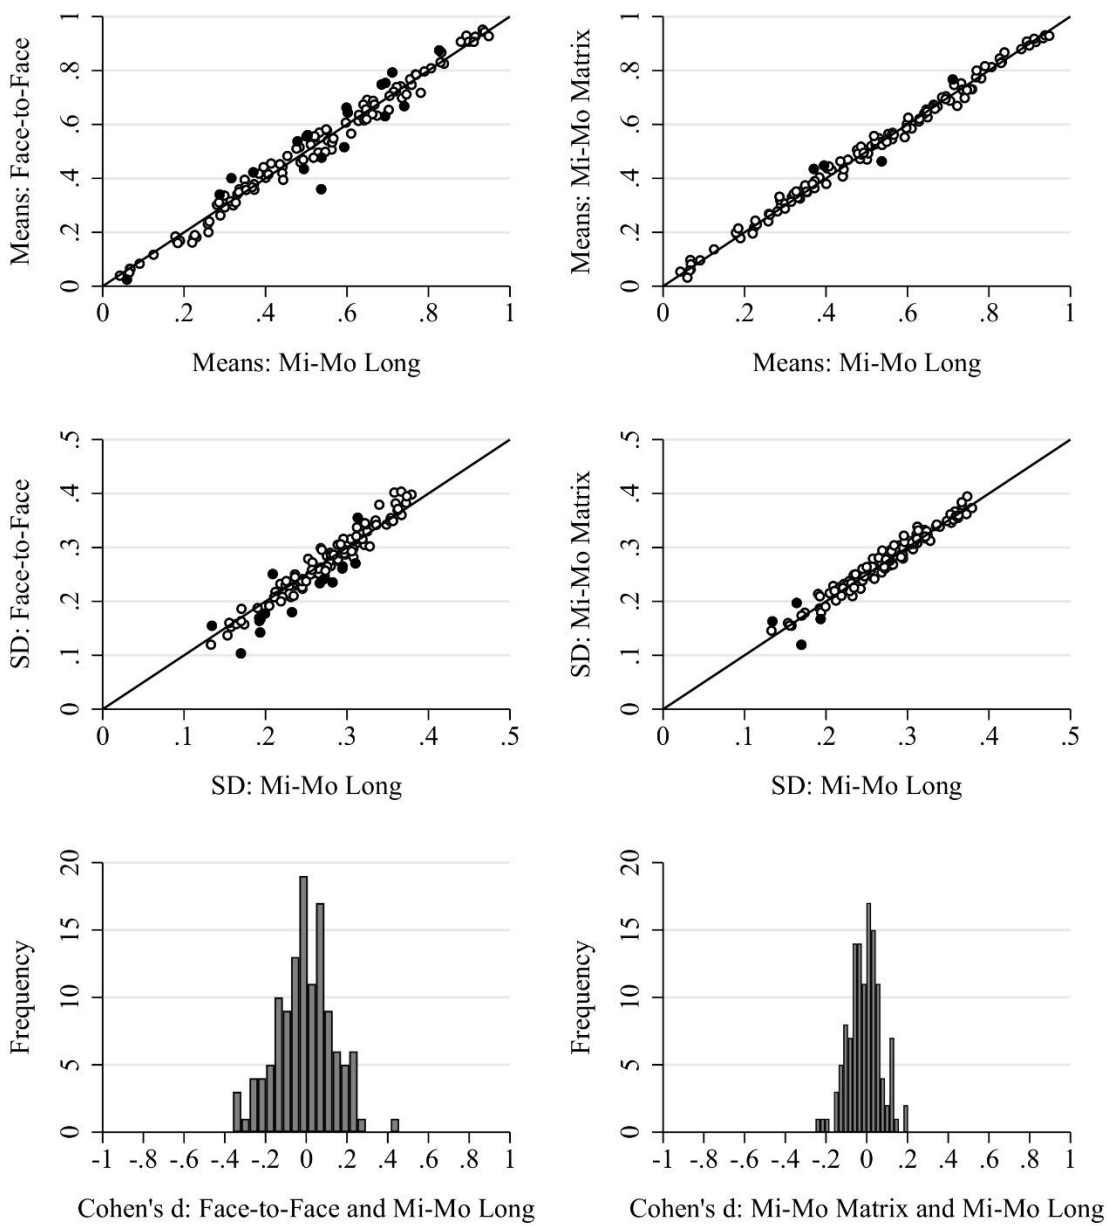 Means: Face-to-Face
0 .2 .4 .6 .8 1
0 .2 .4 .6 .8 1
Means: Mi-Mo Long
Means: Mi-Mo Matrix
0 .2 .4 .6 .8 1
0 .2 .4 .6 .8 1
Means: Mi-Mo Long
SD: Face-to-Face
0 .1 .2 .3 .4 .5
0 .1 .2 .3 .4 .5
SD: Mi-Mo Long
SD: Mi-Mo Matrix
0 .1 .2 .3 .4 .5
0 .1 .2 .3 .4 .5
SD: Mi-Mo Long
Frequency
0 5 10 15 20
-1 -.8 -.6 -.4 -.2 0 .2 .4 .6 .8 1
Cohen's d: Face-to-Face and Mi-Mo Long
Frequency
0 5 10 15 20
-1 -.8 -.6 -.4 -.2 0 .2 .4 .6 .8 1
Cohen's d: Mi-Mo Matrix and Mi-Mo Long